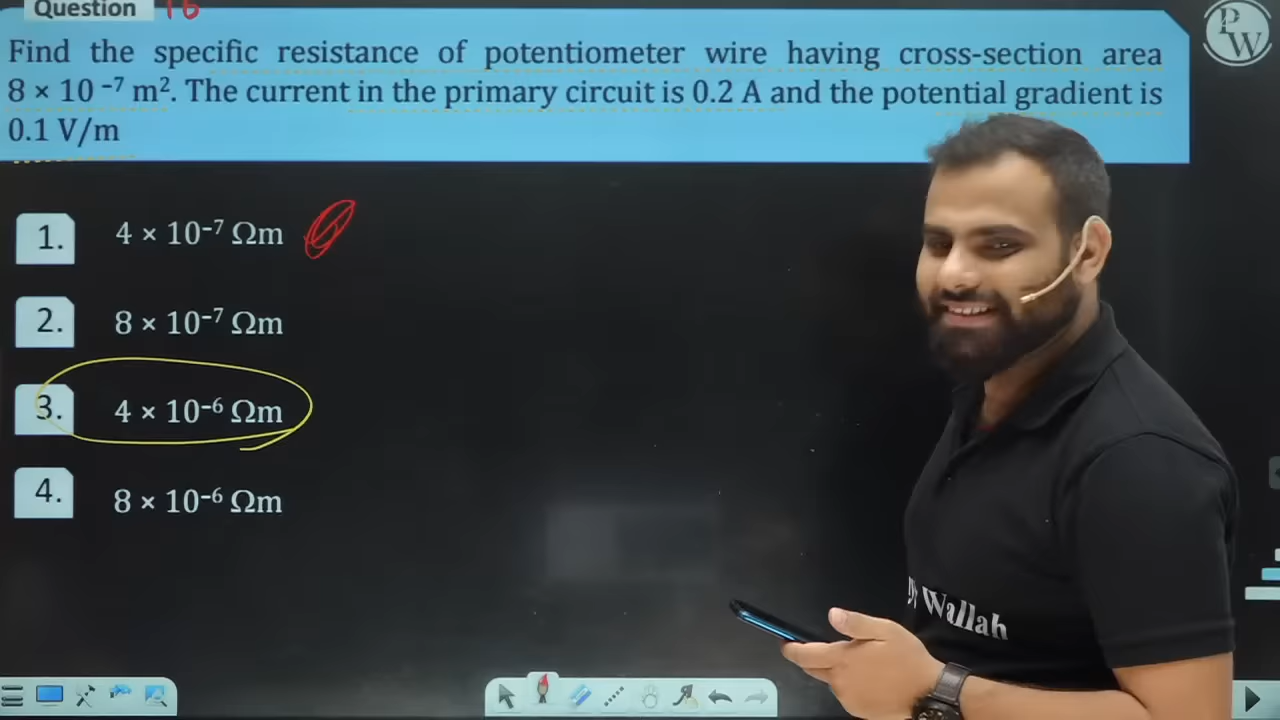 Question 16
Find the specific resistance of potentiometer wire having cross-section area
8 × 10⁻⁷ m². The current in the primary circuit is 0.2 A and the potential gradient is
0.1 V/m
PW
1. 4 × 10⁻⁷ Ωm
2. 8 × 10⁻⁷ Ωm
3. 4 × 10⁻⁶ Ωm
4. 8 × 10⁻⁶ Ωm
Wallah